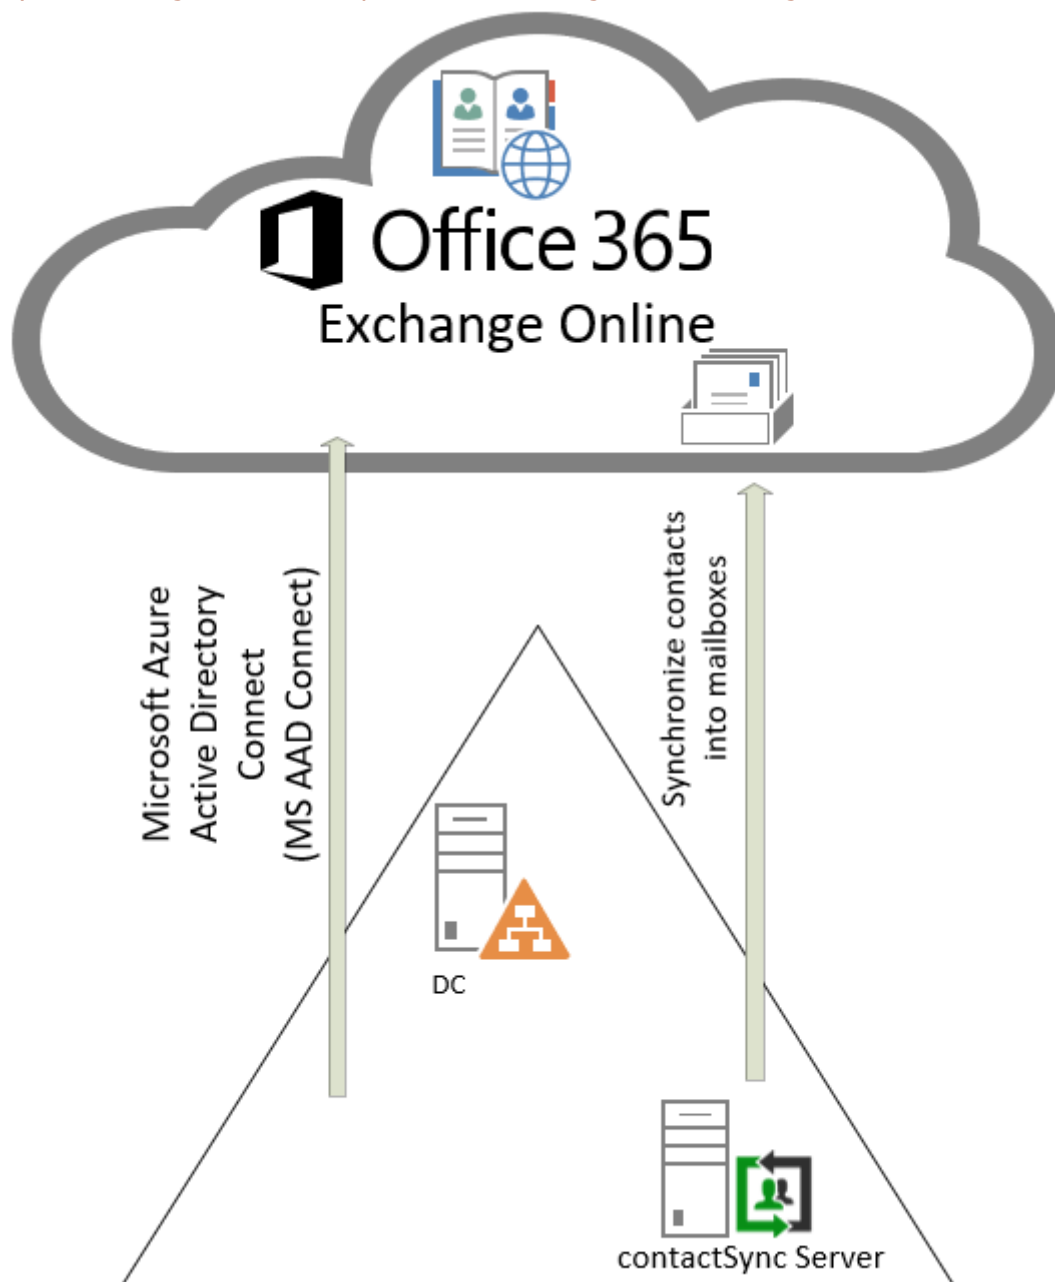 Office 365
Exchange Online
Microsoft Azure
Active Directory
Connect
(MS AAD Connect)
Synchronize contacts
into mailboxes
DC
contactSync Server